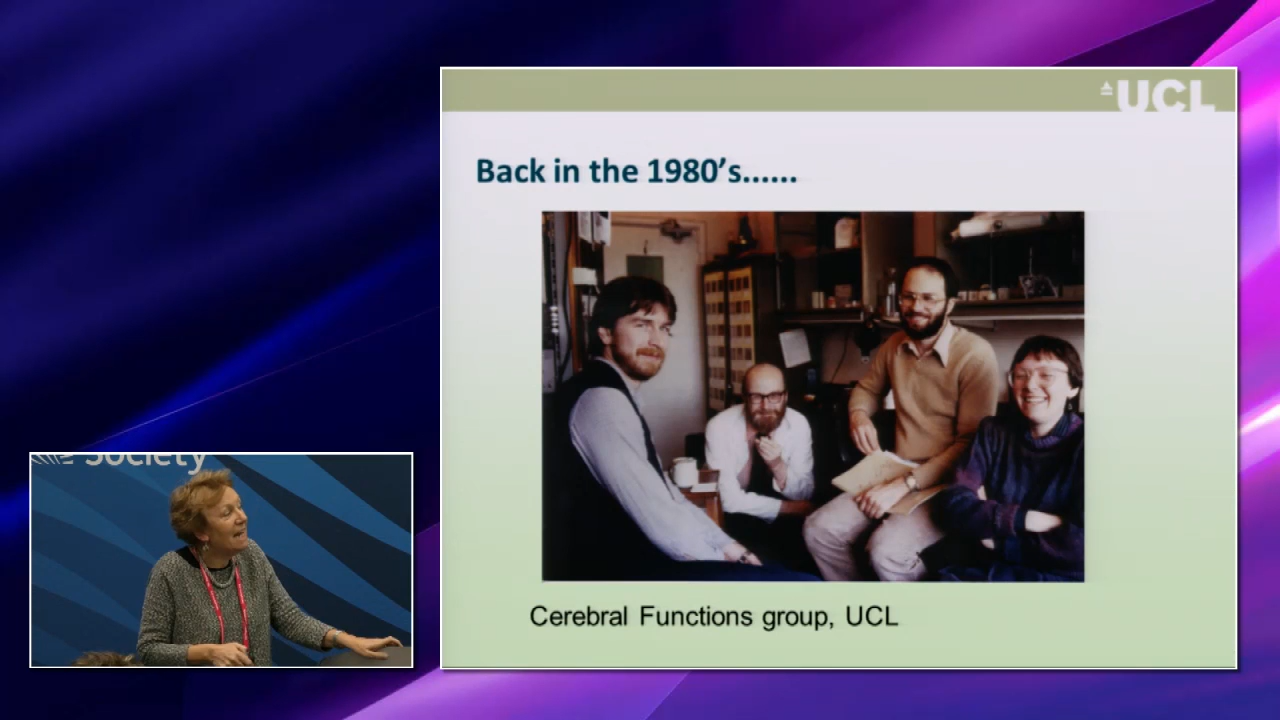 UCL
Back in the 1980’s......
Cerebral Functions group, UCL
Society